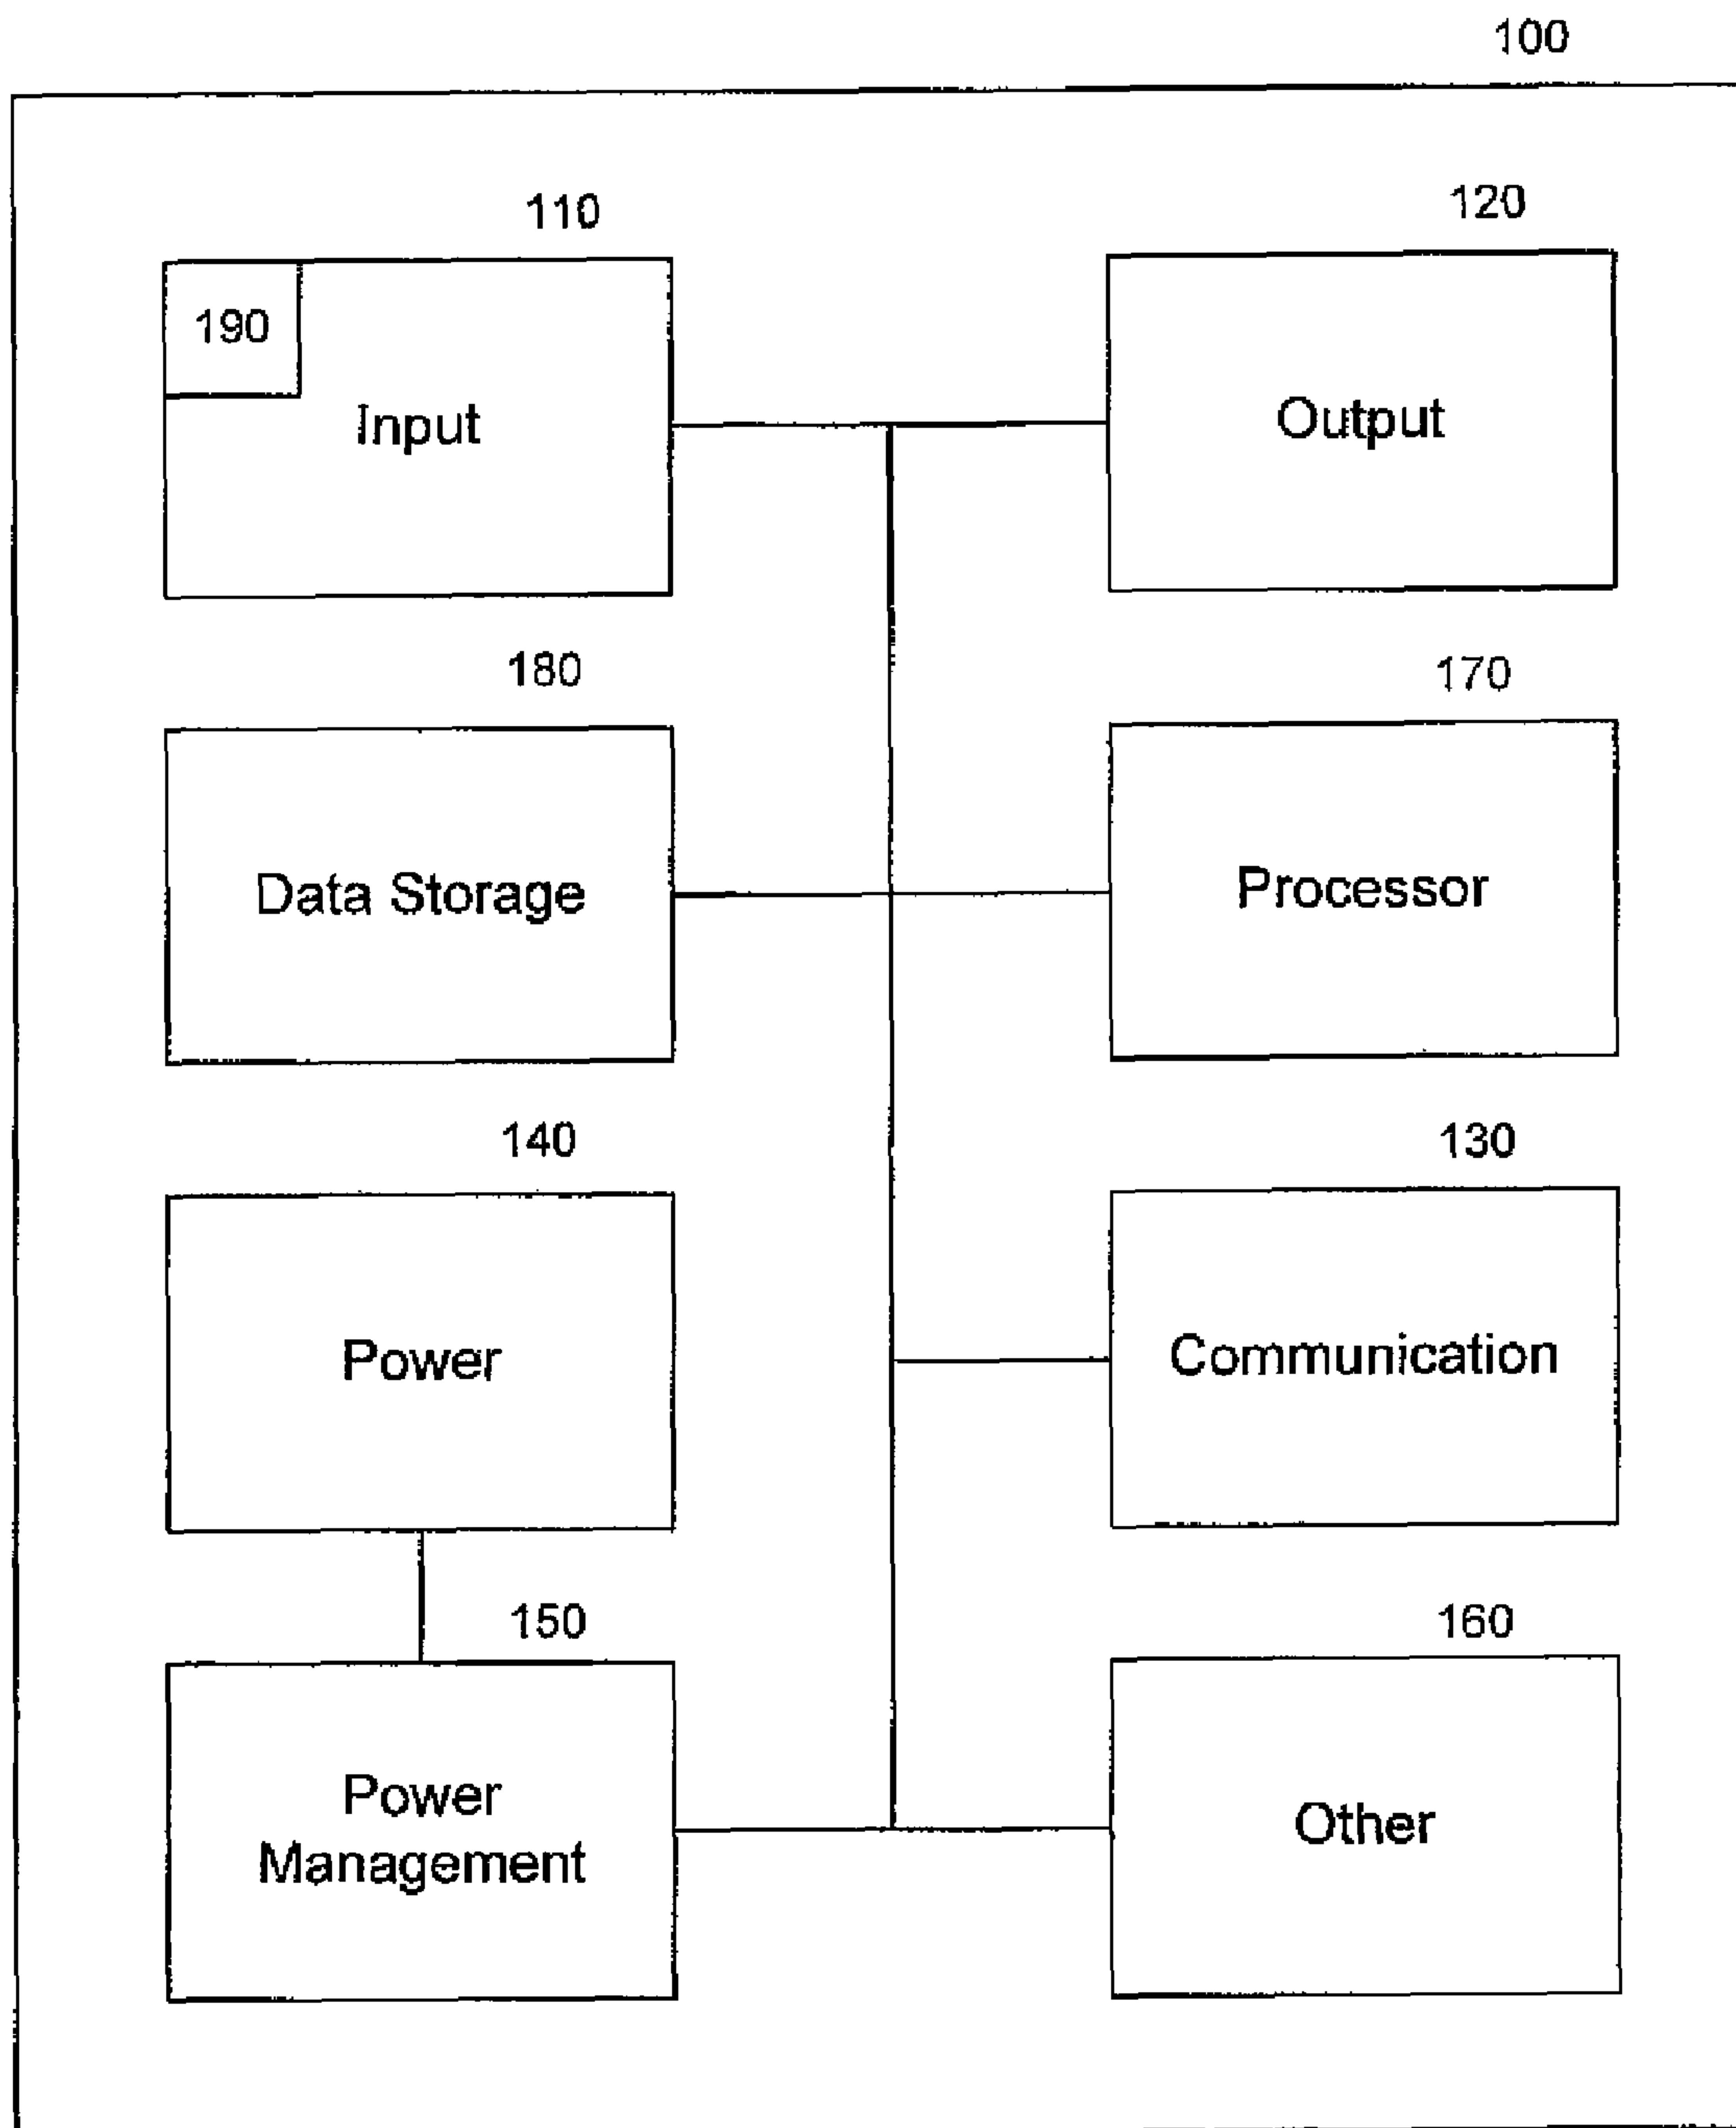 100
110
120
190
Input
Output
180
170
Data Storage
Processor
140
130
Power
Communication
150
160
Power
Management
Other